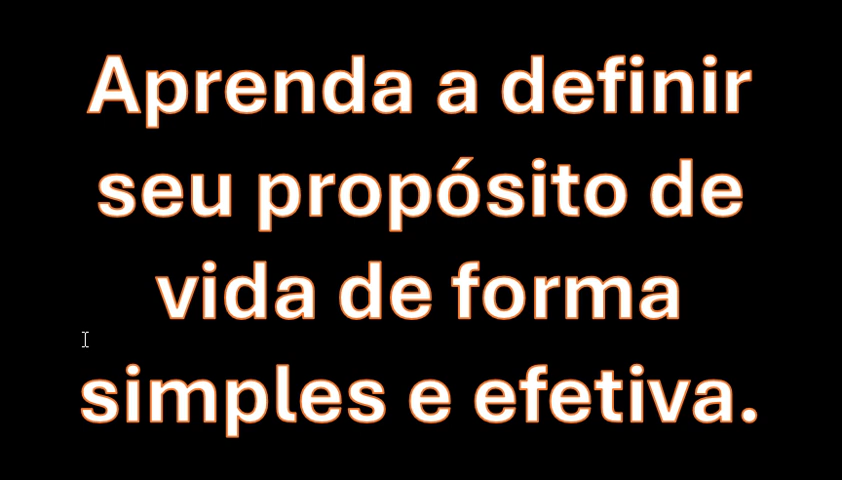 Aprenda a definir
seu propósito de
vida de forma
simples e efetiva.